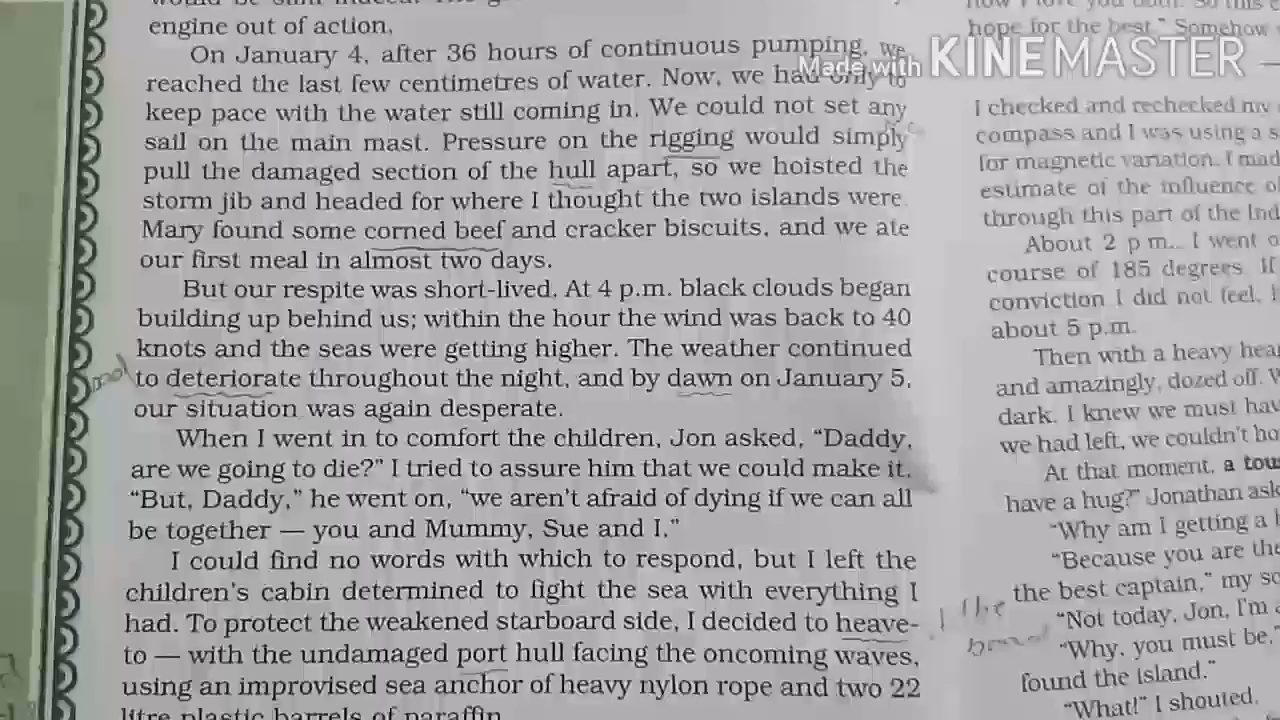 engine out of action.
On January 4, after 36 hours of continuous pumping, we
reached the last few centimetres of water. Now, we had only to
keep pace with the water still coming in. We could not set any
sail on the main mast. Pressure on the rigging would simply
pull the damaged section of the hull apart, so we hoisted the
storm jib and headed for where I thought the two islands were.
Mary found some corned beef and cracker biscuits, and we ate
our first meal in almost two days.
But our respite was short-lived. At 4 p.m. black clouds began
building up behind us; within the hour the wind was back to 40
knots and the seas were getting higher. The weather continued
to deteriorate throughout the night, and by dawn on January 5,
our situation was again desperate.
When I went in to comfort the children, Jon asked, “Daddy,
are we going to die?” I tried to assure him that we could make it.
“But, Daddy,” he went on, “we aren't afraid of dying if we can all
be together — you and Mummy, Sue and I.”
I could find no words with which to respond, but I left the
children's cabin determined to fight the sea with everything I
had. To protect the weakened starboard side, I decided to heave-
to — with the undamaged port hull facing the oncoming waves,
using an improvised sea anchor of heavy nylon rope and two 22
litre plastic barrels of paraffin.
hope for the best.” Somehow
Made with KINEMASTER
I checked and rechecked my
compass and I was using a s
for magnetic variation. I mad
estimate of the influence of
through this part of the Ind
About 2 p m.. I went o
course of 185 degrees. If
conviction I did not feel,
about 5 p.m.
Then with a heavy hear
and amazingly, dozed off. W
dark. I knew we must hav
we had left, we couldn't ho
At that moment, a tous
have a hug?” Jonathan ask
“Why am I getting a
“Because you are the
the best captain,” my so
“Not today, Jon, I'm
“Why, you must be,”
found the island.”
“What!” I shouted.
the